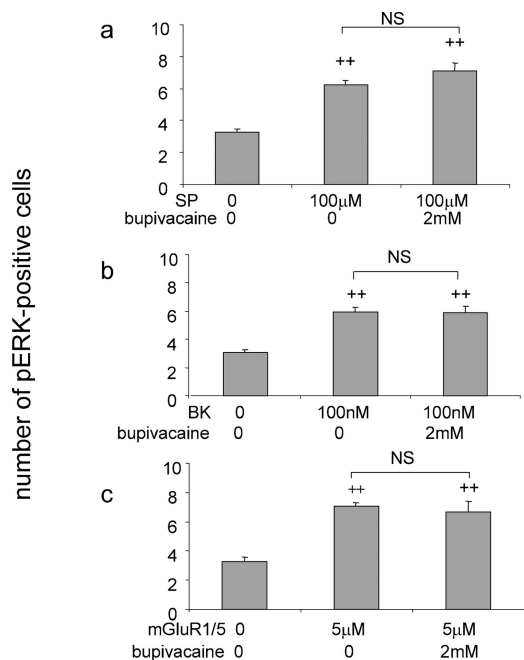 number of pERK-positive cells
a
NS
++
++
10
8
6
4
2
0
SP 0 100μM 100μM
bupivacaine 0 0 2mM
b
NS
++
++
10
8
6
4
2
0
BK 0 100nM 100nM
bupivacaine 0 0 2mM
c
NS
++
++
10
8
6
4
2
0
mGluR1/5 0 5μM 5μM
bupivacaine 0 0 2mM